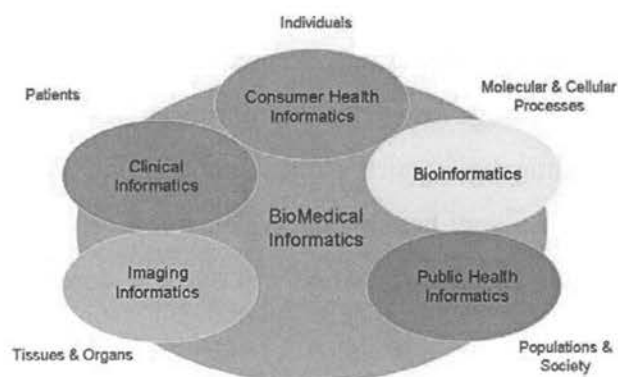 Individuals
Patients
Consumer Health
Informatics
Molecular & Cellular
Processes
Clinical
Informatics
Bioinformatics
BioMedical
Informatics
Imaging
Informatics
Public Health
Informatics
Tissues & Organs
Populations &
Society